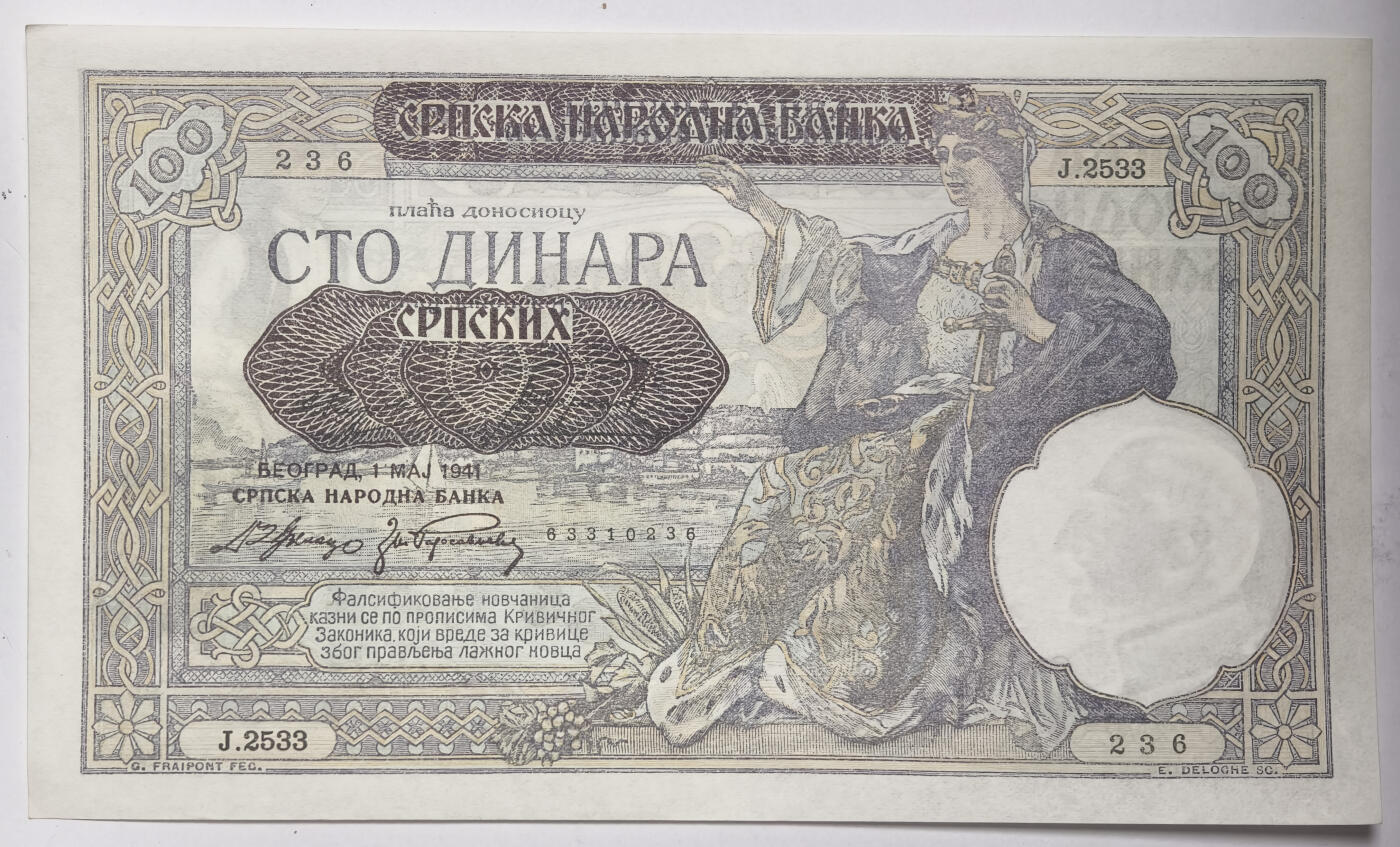 СРПСКА НАРОДНА БАНКА
100
236
J.2533
100
плаћа доносиоцу
СТО ДИНАРА
СРПСКИХ
БЕОГРАД, 1 МАЈ 1941
СРПСКА НАРОДНА БАНКА
63310236
Фалсификовање новчаница
казни се по прописима Кривичног
Законика, који вреде за кривице
због прављења лажног новца
J.2533
236
G. FRAIPONT FEC.
E. DELOCHE SC.